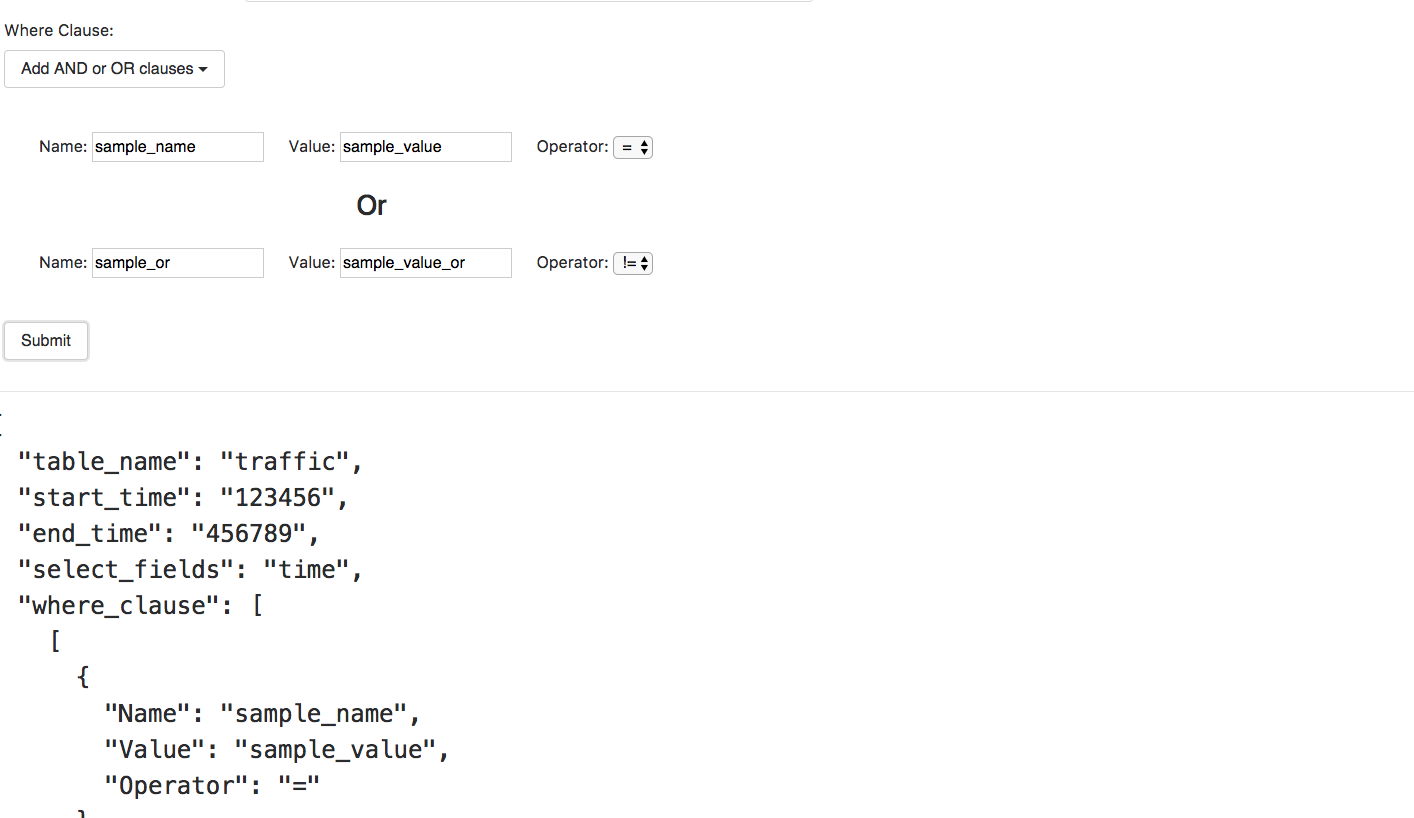 Where Clause:
Add AND or OR clauses
Name: sample_name Value: sample_value Operator: =
Or
Name: sample_or Value: sample_value_or Operator: !=
Submit
"table_name": "traffic",
"start_time": "123456",
"end_time": "456789",
"select_fields": "time",
"where_clause": [
[
{
"Name": "sample_name",
"Value": "sample_value",
"Operator": "="
}